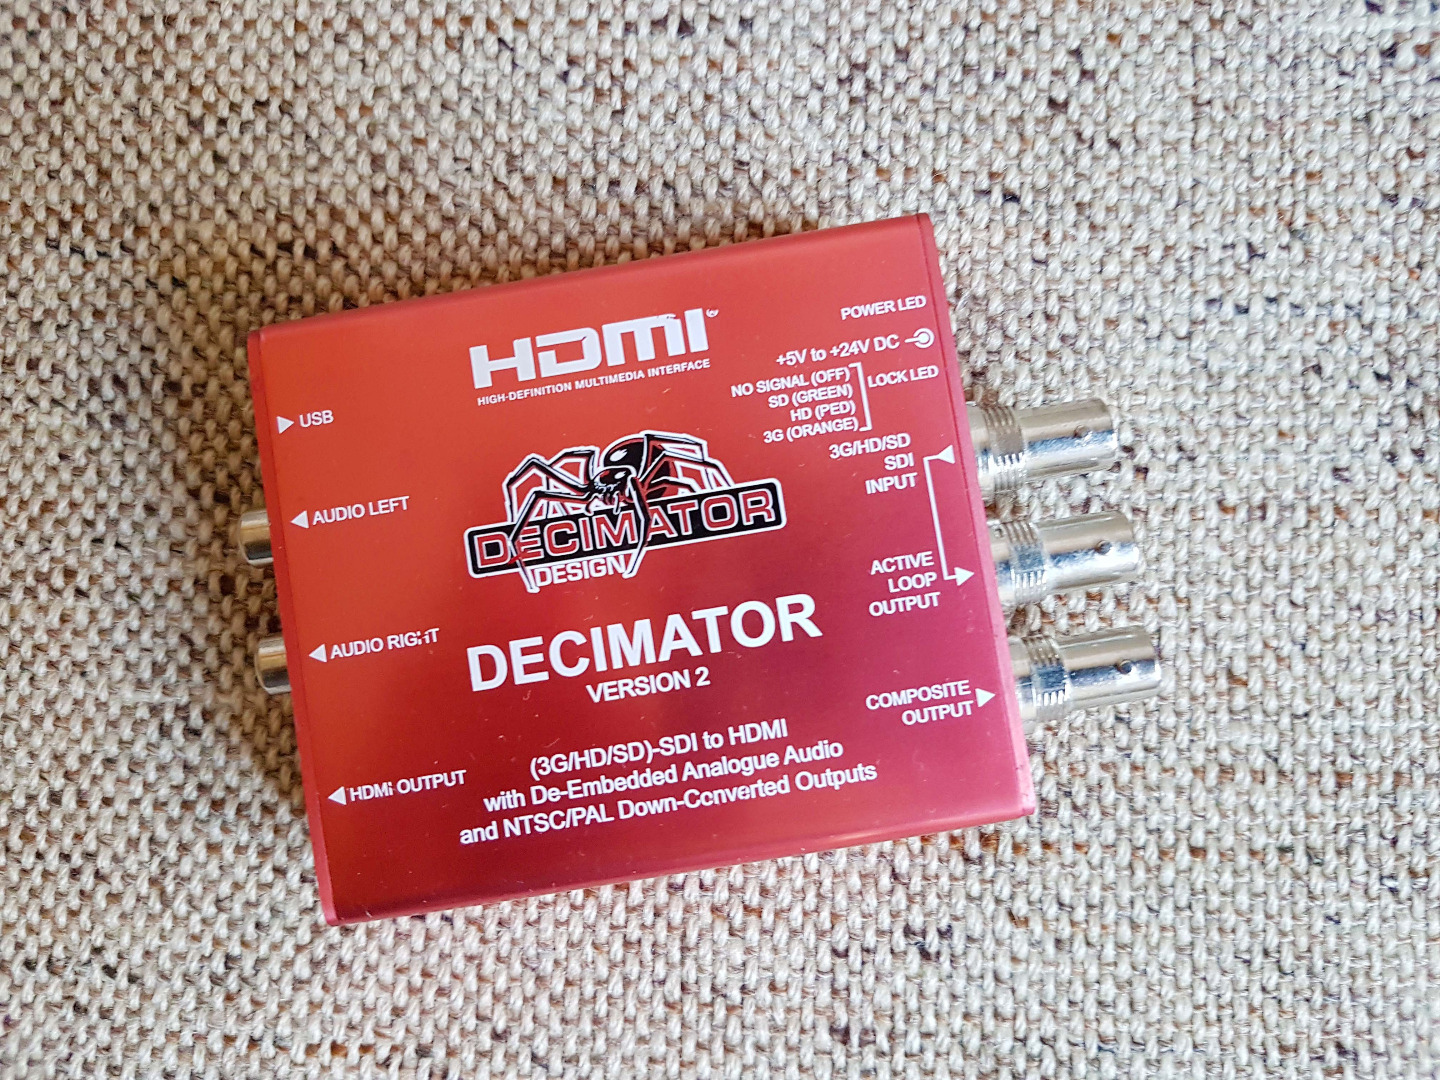 HDMI®
HIGH-DEFINITION MULTIMEDIA INTERFACE
POWER LED
+5V to +24V DC
NO SIGNAL (OFF)
SD (GREEN)
HD (PED)
3G (ORANGE)
LOCK LED
3G/HD/SD
SDI
INPUT
ACTIVE
LOOP
OUTPUT
COMPOSITE
OUTPUT
USB
AUDIO LEFT
AUDIO RIGHT
HDMI OUTPUT
DECIMATOR
DESIGN
DECIMATOR
VERSION 2
(3G/HD/SD)-SDI to HDMI
with De-Embedded Analogue Audio
and NTSC/PAL Down-Converted Outputs